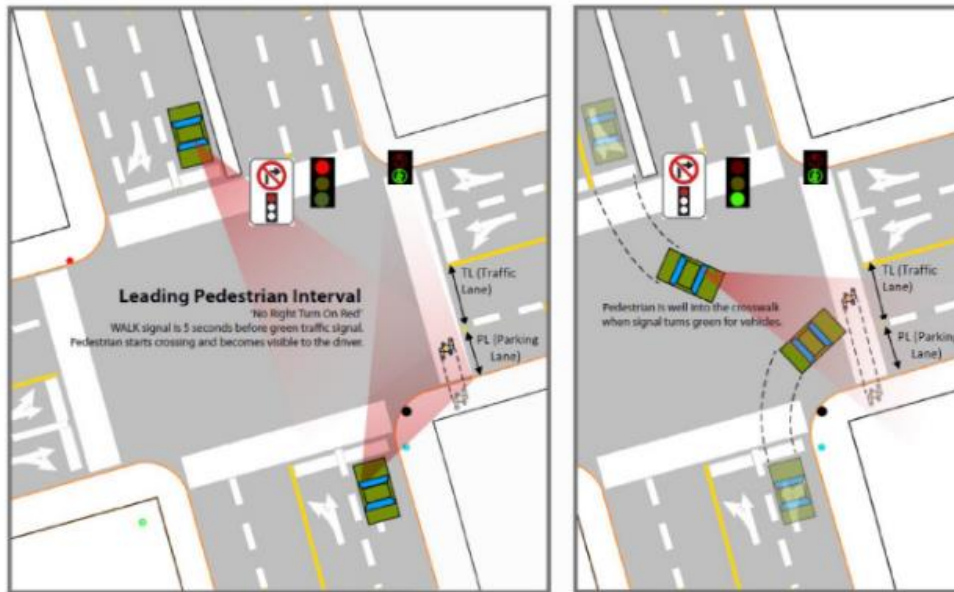 Leading Pedestrian Interval
'No Right Turn On Red'
WALK signal is 5 seconds before green traffic signal.
Pedestrian starts crossing and becomes visible to the driver.
TL (Traffic
Lane)
PL (Parking
Lane)
Pedestrian is well into the crosswalk
when signal turns green for vehicles.
TL (Traffic
Lane)
PL (Parking
Lane)